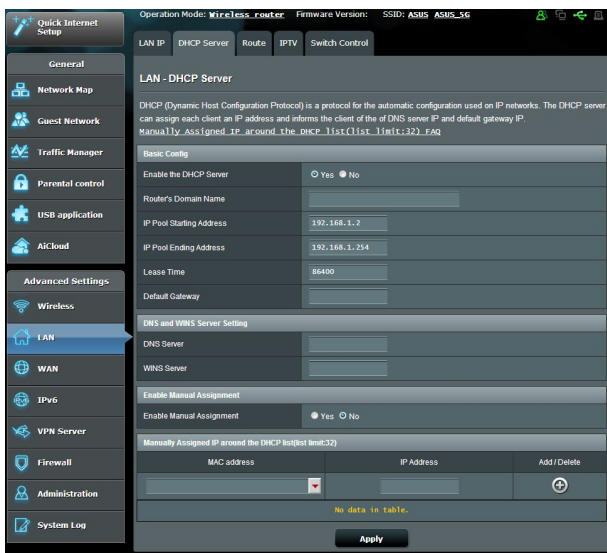 Operation Mode: Wireless router Firmware Version: SSID: ASUS ASUS_5G
Quick Internet Setup
LAN IP DHCP Server Route IPTV Switch Control
General
Network Map
Guest Network
Traffic Manager
Parental control
USB application
AiCloud
Advanced Settings
Wireless
LAN
WAN
IPv6
VPN Server
Firewall
Administration
System Log
LAN - DHCP Server
DHCP (Dynamic Host Configuration Protocol) is a protocol for the automatic configuration used on IP networks. The DHCP server
can assign each client an IP address and informs the client of the of DNS server IP and default gateway
IP.
Manually Assigned IP around the DHCP list(list limit:32) FAQ
Basic Config
Enable the DHCP Server Yes No
Router's Domain Name
IP Pool Starting Address 192.168.1.2
IP Pool Ending Address 192.168.1.254
Lease Time 86400
Default Gateway
DNS and WINS Server Setting
DNS Server
WINS Server
Enable Manual Assignment
Enable Manual Assignment Yes No
Manually Assigned IP around the DHCP list(list limit:32)
MAC address IP Address Add / Delete
No data in table.
Apply